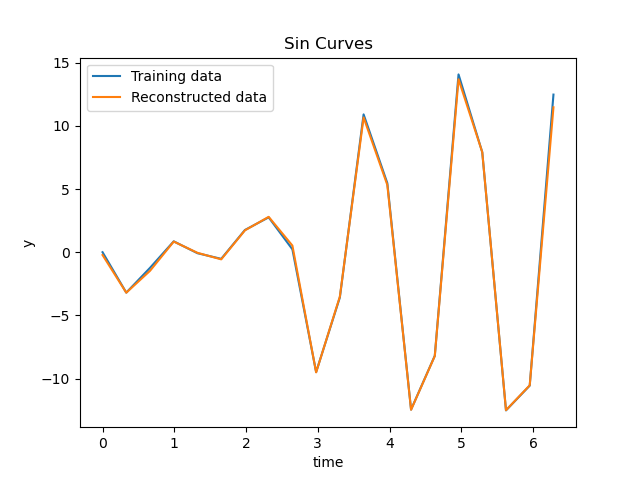 Sin Curves
Training data
Reconstructed data
15
10
5
0
−5
−10
y
0 1 2 3 4 5 6
time